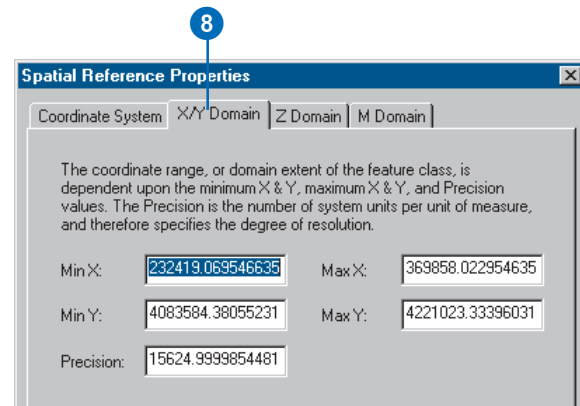 8
Spatial Reference Properties
Coordinate System X/Y Domain Z Domain M Domain
The coordinate range, or domain extent of the feature class, is
dependent upon the minimum X & Y, maximum X & Y, and Precision
values. The Precision is the number of system units per unit of measure,
and therefore specifies the degree of resolution.
Min X: 232419.069546635 Max X: 369858.022954635
Min Y: 4083584.38055231 Max Y: 4221023.33396031
Precision: 15624.9999854481